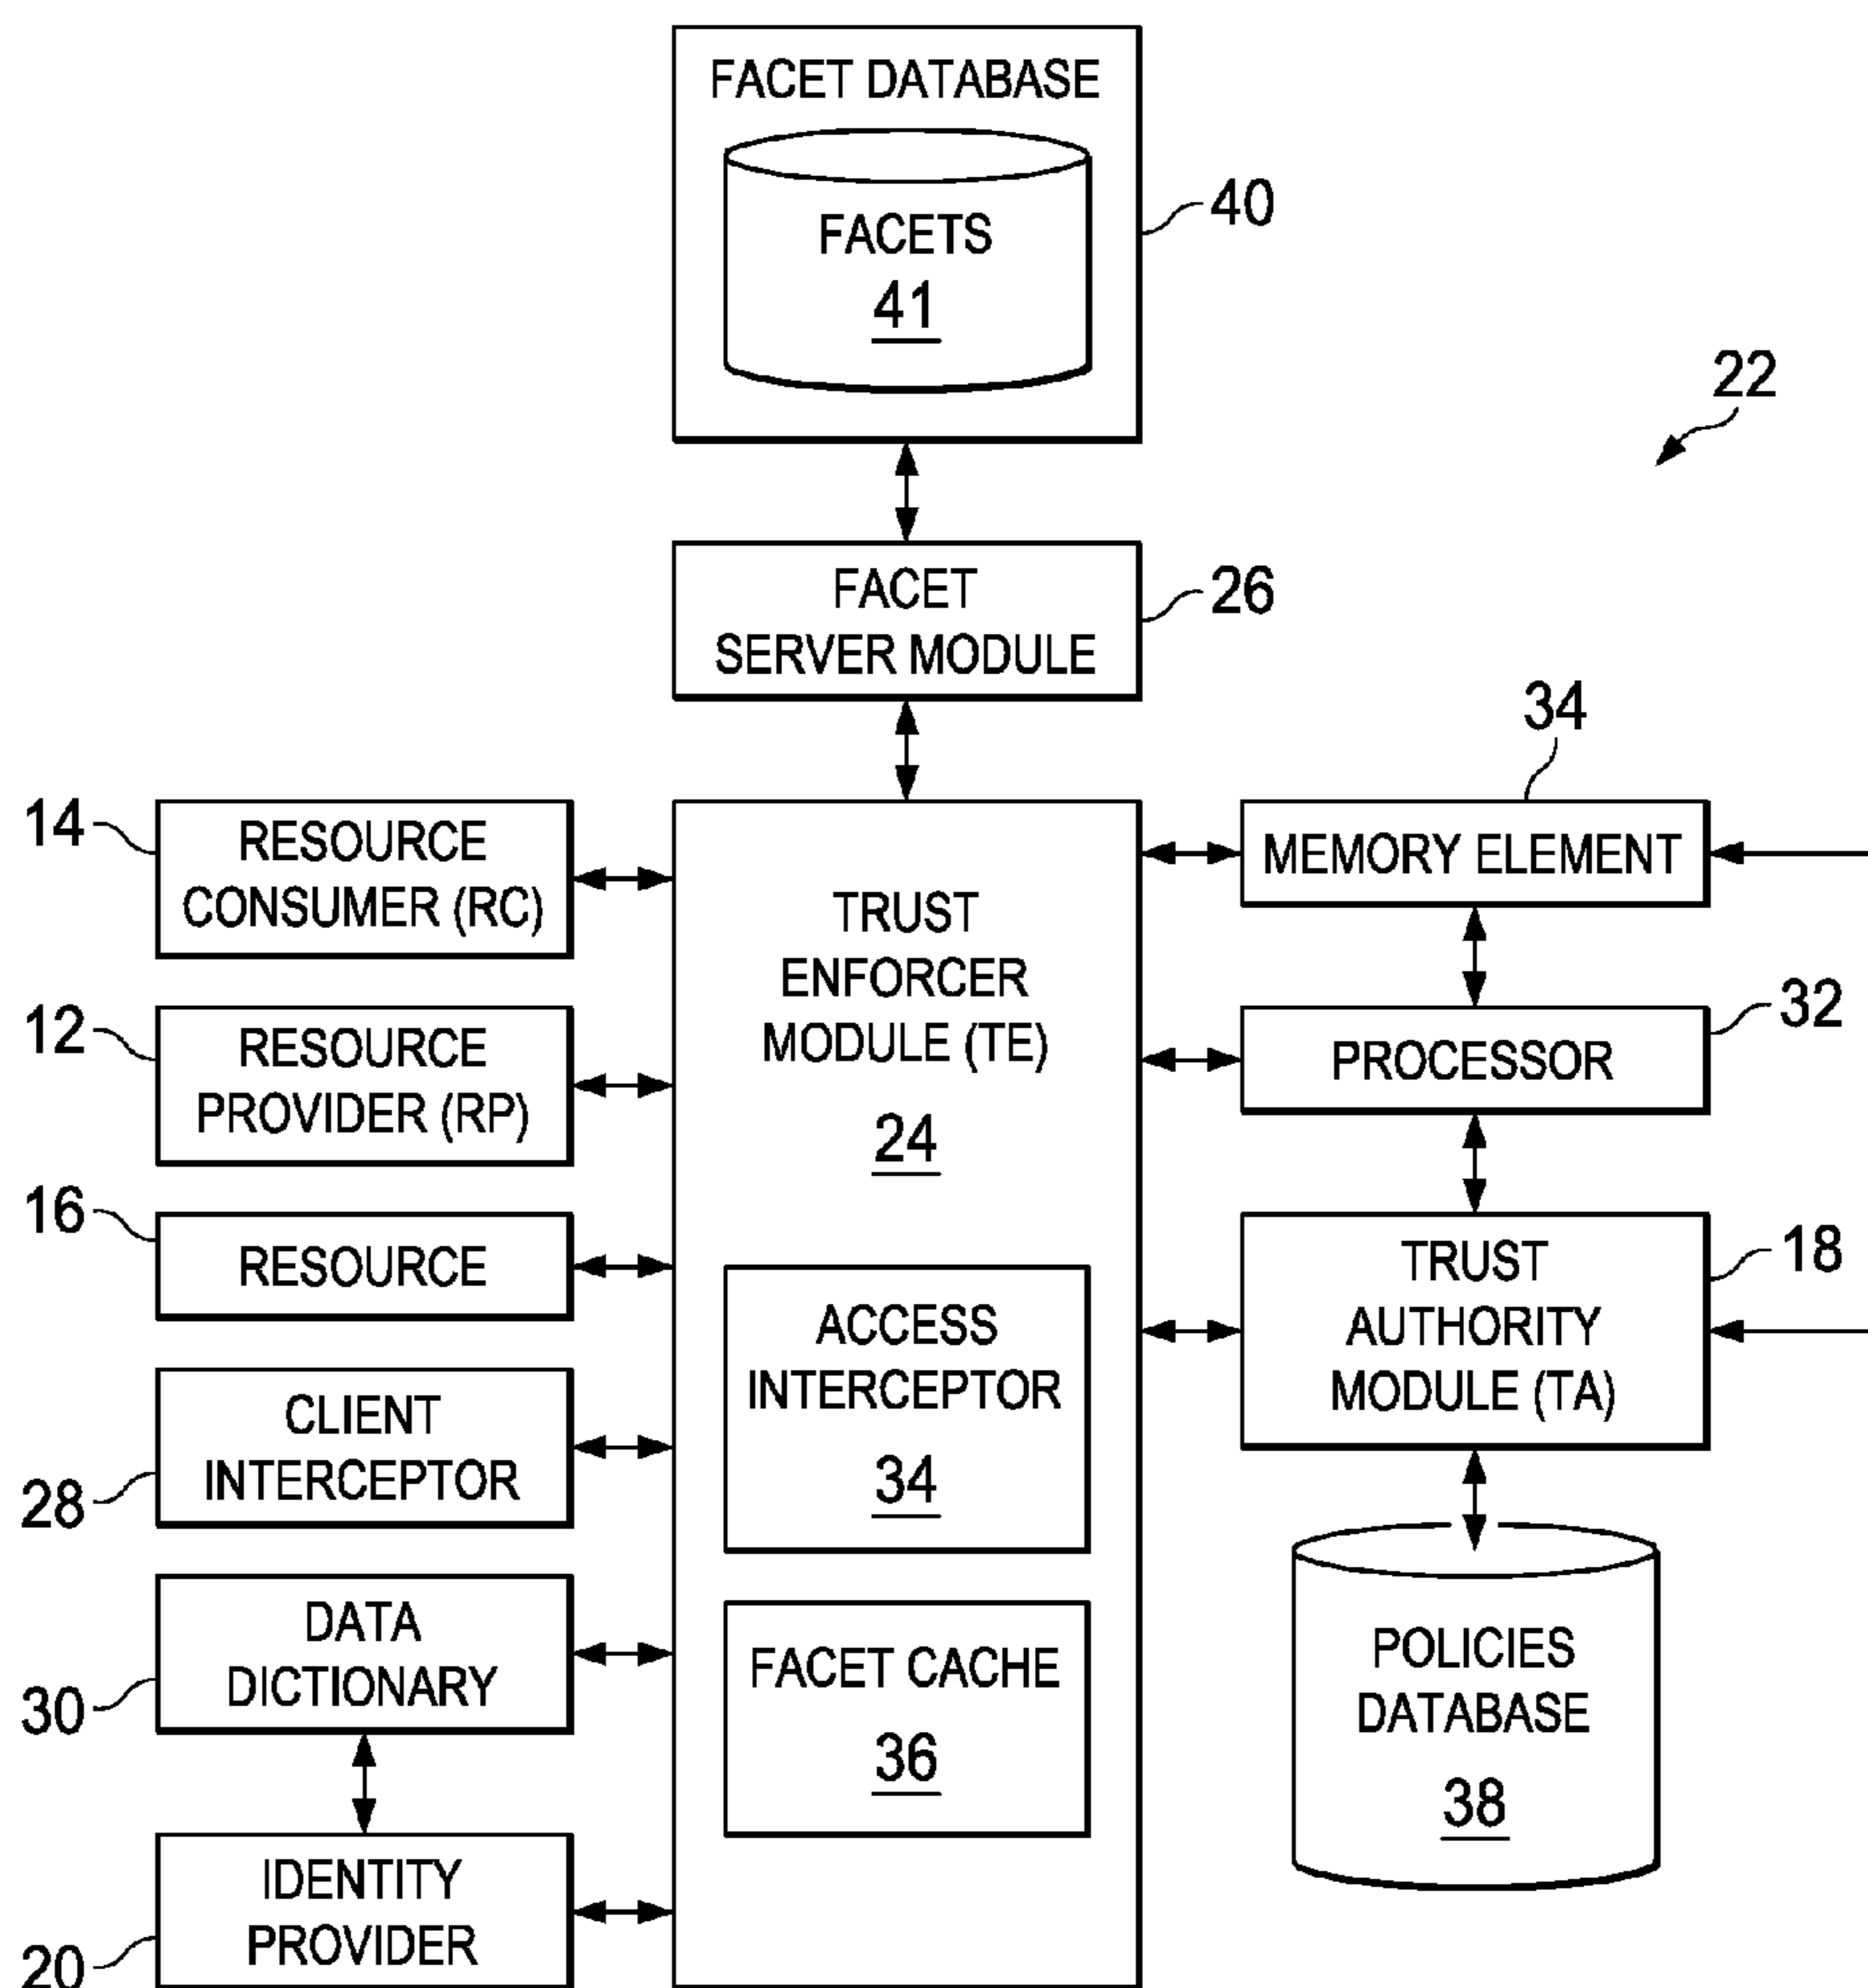 FACET DATABASE
FACETS
41
40
22
FACET
SERVER MODULE
26
34
14
RESOURCE
CONSUMER (RC)
TRUST
ENFORCER
MODULE (TE)
24
MEMORY ELEMENT
12
RESOURCE
PROVIDER (RP)
PROCESSOR
32
16
RESOURCE
ACCESS
INTERCEPTOR
34
TRUST
AUTHORITY
MODULE (TA)
18
CLIENT
INTERCEPTOR
28
DATA
DICTIONARY
30
FACET CACHE
36
POLICIES
DATABASE
38
IDENTITY
PROVIDER
20